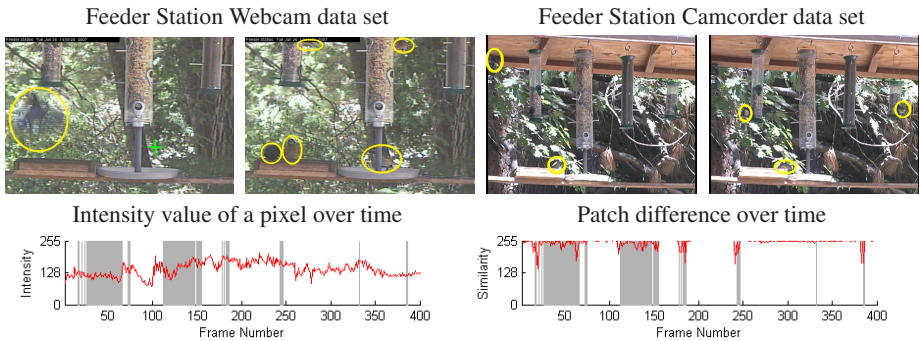 Feeder Station Webcam data set
Feeder Station Camcorder data set
Intensity value of a pixel over time
Patch difference over time
255
128
0
Intensity
50 100 150 200 250 300 350 400
Frame Number
255
128
0
Similarity
50 100 150 200 250 300 350 400
Frame Number